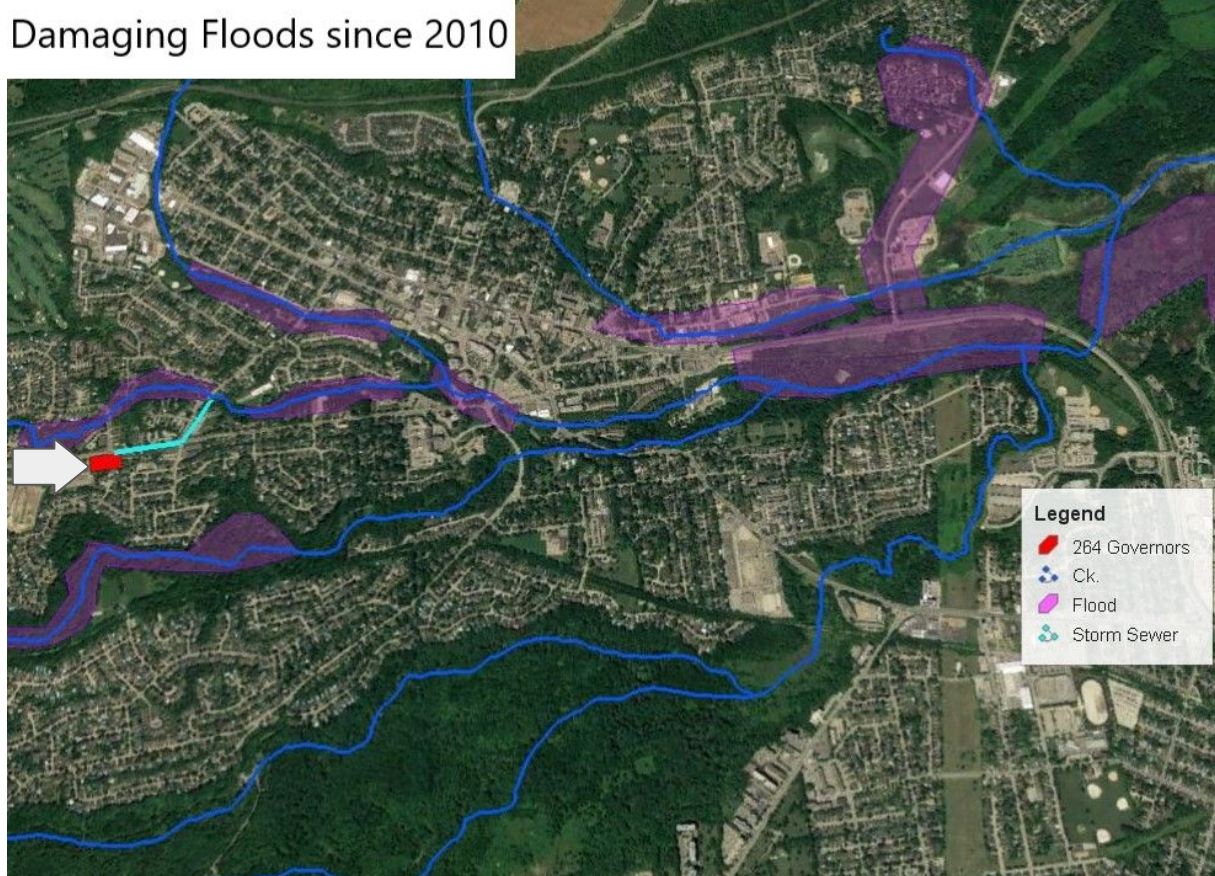 Damaging Floods since 2010
Legend
264 Governors
Ck.
Flood
Storm Sewer